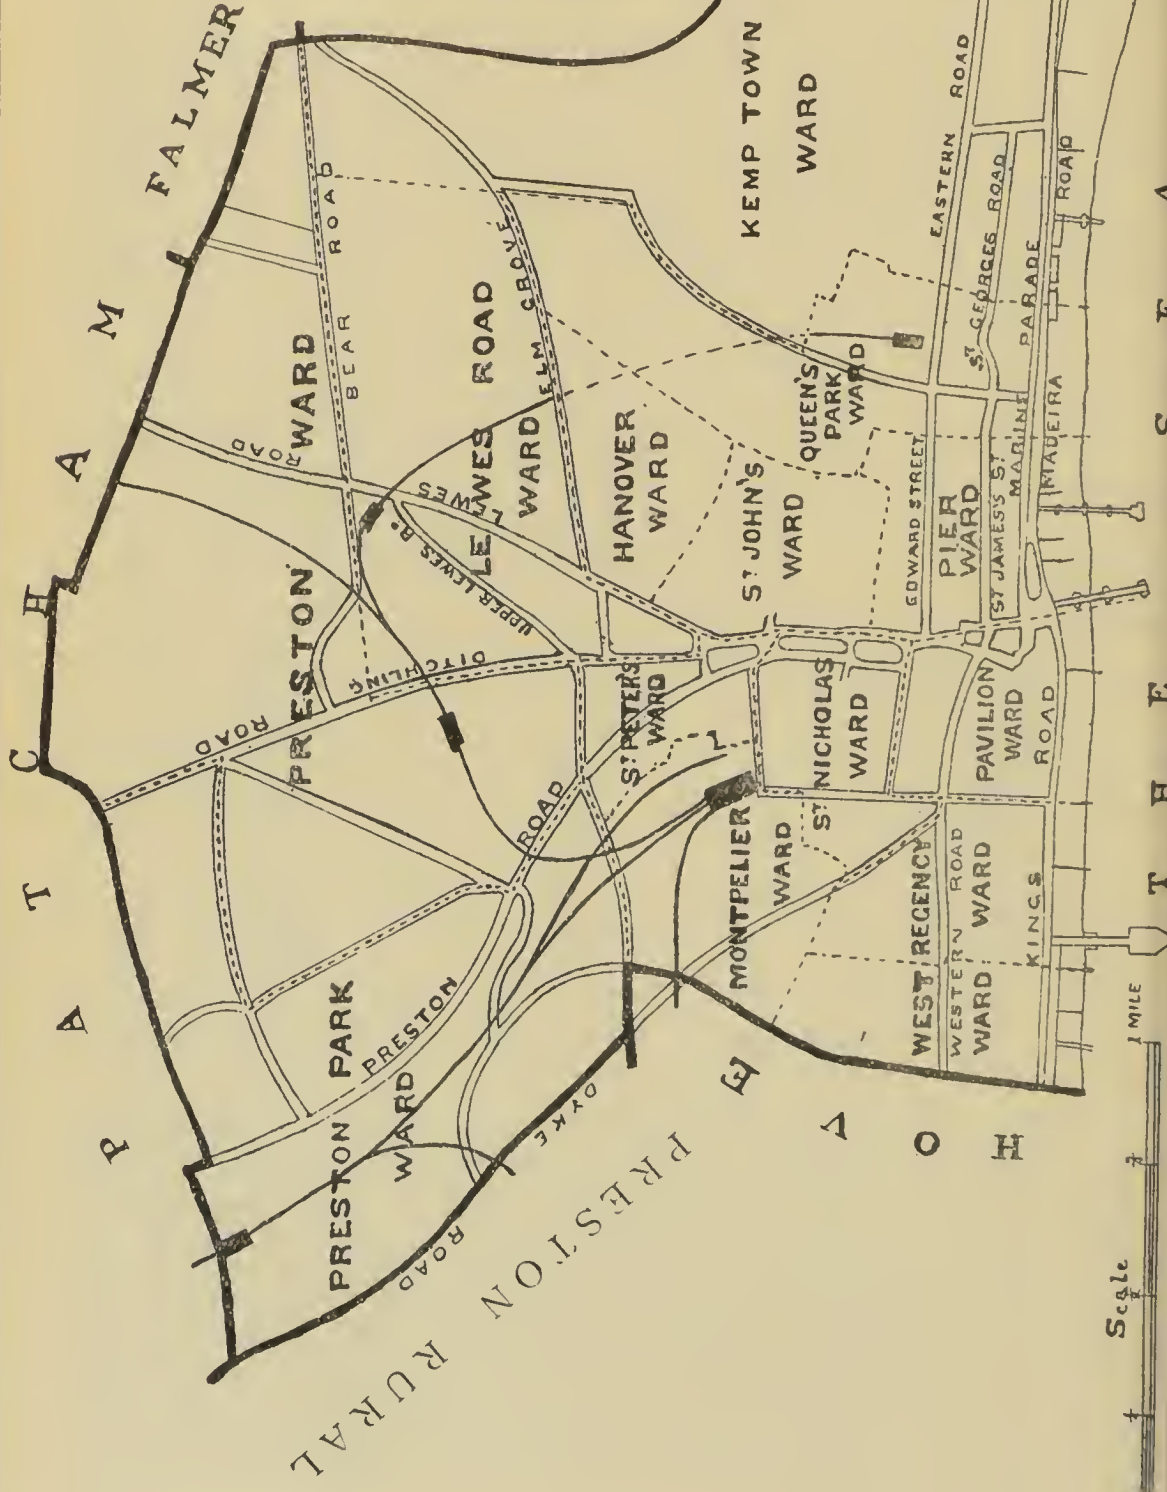 PATCHAM
FALMER
PRESTON WARD
BEAR ROAD
LEWES ROAD
LEWES ROAD
WARD
ELM GROVE
UPPER LEWES RD
DITCHLING
ROAD
HANOVER
WARD
KEMP TOWN
WARD
EASTERN ROAD
ST GEORGES ROAD
ROAD
QUEEN'S
PARK
WARD
ST JOHN'S
WARD
EDWARD STREET
PIER
WARD
ST JAMES'S ST
MARINE PARADE
MADEIRA
ST PETERS
WARD
ST NICHOLAS
WARD
PAVILION
WARD
KINGS ROAD
MONTPELIER
WARD
WEST WARD
REGENCY WARD
WESTERN ROAD
PRESTON PARK
WARD
PRESTON ROAD
DYKE ROAD
PRESTON RURAL
HOVE
THE SEA
Scale
1 MILE